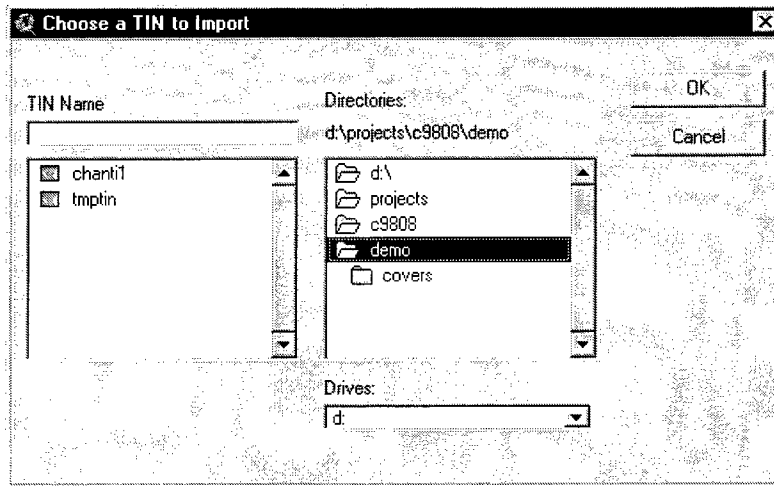 Choose a TIN to Import
TIN Name
chanti1
tmptin
Directories:
d:\projects\c9808\demo
d:\
projects
c9808
demo
covers
Drives:
d:
OK
Cancel